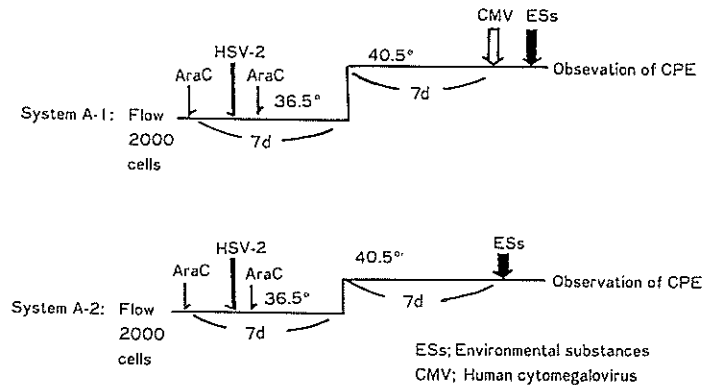 CMV ESs
HSV-2
AraC AraC
40.5°
Obsevation of CPE
36.5°
7d
System A-1: Flow
2000
cells
7d
HSV-2
ESs
AraC AraC
40.5°
Observation of CPE
36.5°
7d
System A-2: Flow
2000
cells
7d
ESs; Environmental substances
CMV; Human cytomegalovirus